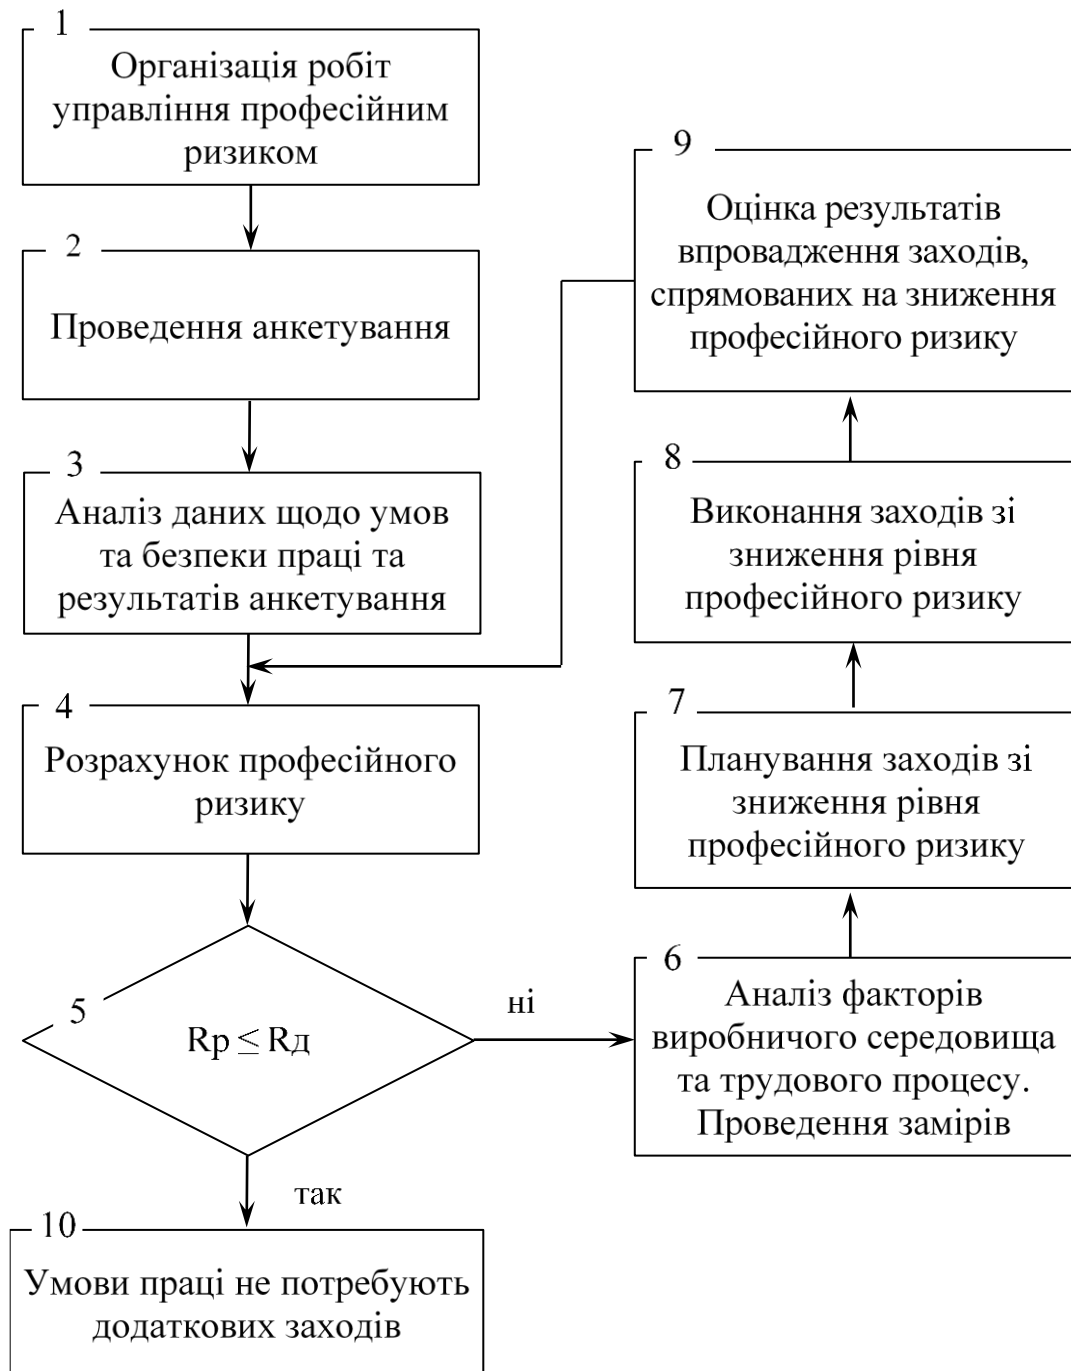 1
Організація робіт
управління професійним
ризиком
2
Проведення анкетування
3
Аналіз даних щодо умов
та безпеки праці та
результатів анкетування
4
Розрахунок професійного
ризику
5
Rр ≤ Rд
ні
так
6
Аналіз факторів
виробничого середовища
та трудового процесу.
Проведення замірів
7
Планування заходів зі
зниження рівня
професійного ризику
8
Виконання заходів зі
зниження рівня
професійного ризику
9
Оцінка результатів
впровадження заходів,
спрямованих на зниження
професійного ризику
10
Умови праці не потребують
додаткових заходів